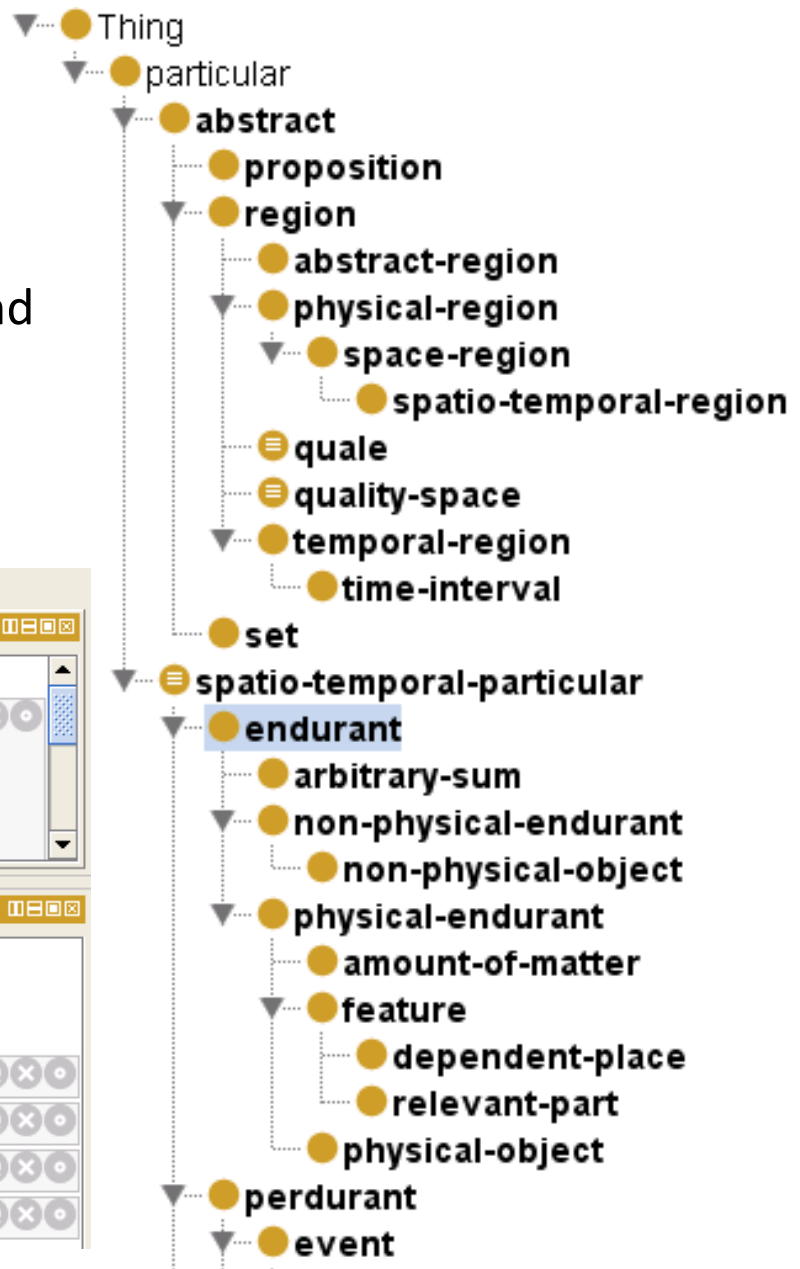 Thing
particular
abstract
proposition
region
abstract-region
nd
physical-region
space-region
spatio-temporal-region
quale
quality-space
temporal-region
time-interval
set
spatio-temporal-particular
endurant
arbitrary-sum
non-physical-endurant
non-physical-object
physical-endurant
amount-of-matter
feature
dependent-place
relevant-part
physical-object
perdurant
event